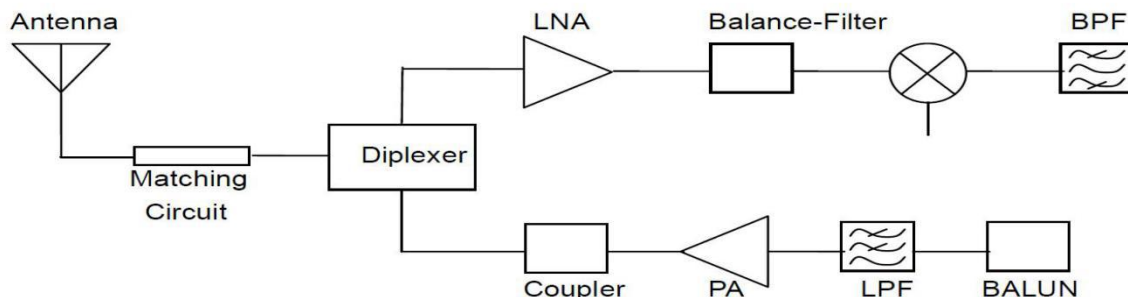 Antenna
LNA
Balance-Filter
BPF
Diplexer
Matching
Circuit
Coupler
PA
LPF
BALUN